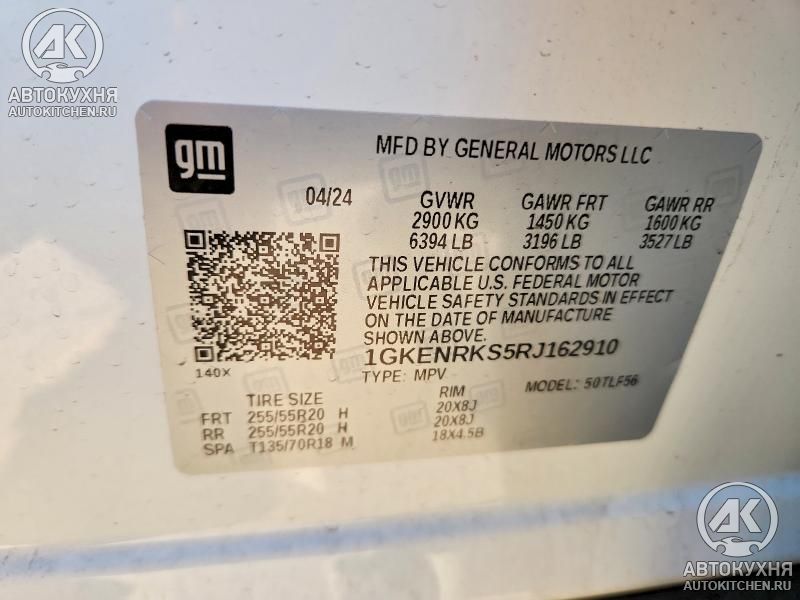 AK
АВТОКУХНЯ
AUTOKITCHEN.RU
gm
MFD BY GENERAL MOTORS LLC
04/24 GVWR GAWR FRT GAWR RR
2900 KG 1450 KG 1600 KG
6394 LB 3196 LB 3527 LB
THIS VEHICLE CONFORMS TO ALL
APPLICABLE U.S. FEDERAL MOTOR
VEHICLE SAFETY STANDARDS IN EFFECT
ON THE DATE OF MANUFACTURE
SHOWN ABOVE.
1GKENRKS5RJ162910
140X
TYPE: MPV MODEL: 50TLF56
TIRE SIZE RIM
FRT 255/55R20 H 20X8J
RR 255/55R20 H 20X8J
SPA T135/70R18 M 18X4.5B
AK
АВТОКУХНЯ
AUTOKITCHEN.RU